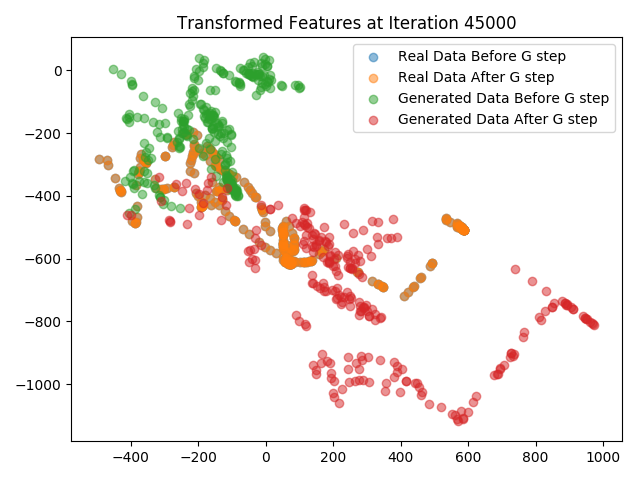 Transformed Features at Iteration 45000
Real Data Before G step
Real Data After G step
Generated Data Before G step
Generated Data After G step
0
−200
−400
−600
−800
−1000
−400 −200 0 200 400 600 800 1000